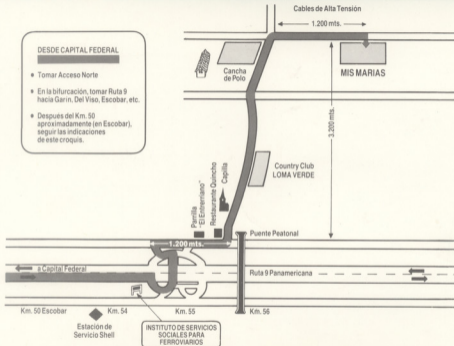 Cables de Alta Tensión
1.200 mts.
DESDE CAPITAL FEDERAL
• Tomar Acceso Norte
• En la bifurcación, tomar Ruta 9
hacia Garín, Del Viso, Escobar, etc.
• Después del Km. 50
aproximadamente (en Escobar),
seguir las indicaciones
de este croquis.
Cancha
de Polo
MIS MARIAS
3.200 mts.
Country Club
LOMA VERDE
Parrilla
"El Entrerriano"
Restaurante Quincho
Capilla
Puente Peatonal
1.200 mts.
a Capital Federal
Ruta 9 Panamericana
Km. 50 Escobar
Km. 54
Km. 55
Km. 56
Estación de
Servicio Shell
INSTITUTO DE SERVICIOS
SOCIALES PARA
FERROVIARIOS